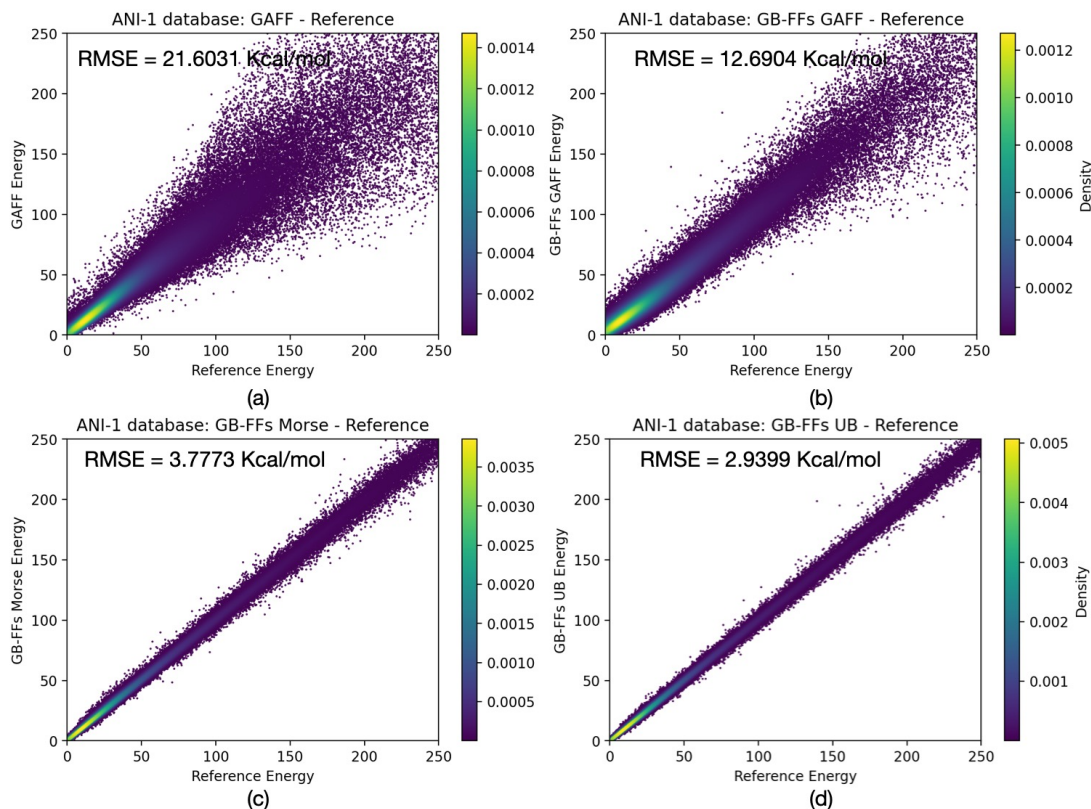 ANI-1 database: GAFF - Reference
RMSE = 21.6031 Kcal/mol
GAFF Energy
250
200
150
100
50
0
0 50 100 150 200 250
Reference Energy
0.0014
0.0012
0.0010
0.0008
0.0006
0.0004
0.0002
(a)
ANI-1 database: GB-FFs GAFF - Reference
RMSE = 12.6904 Kcal/mol
GB-FFs GAFF Energy
250
200
150
100
50
0
0 50 100 150 200 250
Reference Energy
0.0012
0.0010
0.0008
0.0006
0.0004
0.0002
Density
(b)
ANI-1 database: GB-FFs Morse - Reference
RMSE = 3.7773 Kcal/mol
GB-FFs Morse Energy
250
200
150
100
50
0
0 50 100 150 200 250
Reference Energy
0.0035
0.0030
0.0025
0.0020
0.0015
0.0010
0.0005
(c)
ANI-1 database: GB-FFs UB - Reference
RMSE = 2.9399 Kcal/mol
GB-FFs UB Energy
250
200
150
100
50
0
0 50 100 150 200 250
Reference Energy
0.005
0.004
0.003
0.002
0.001
Density
(d)